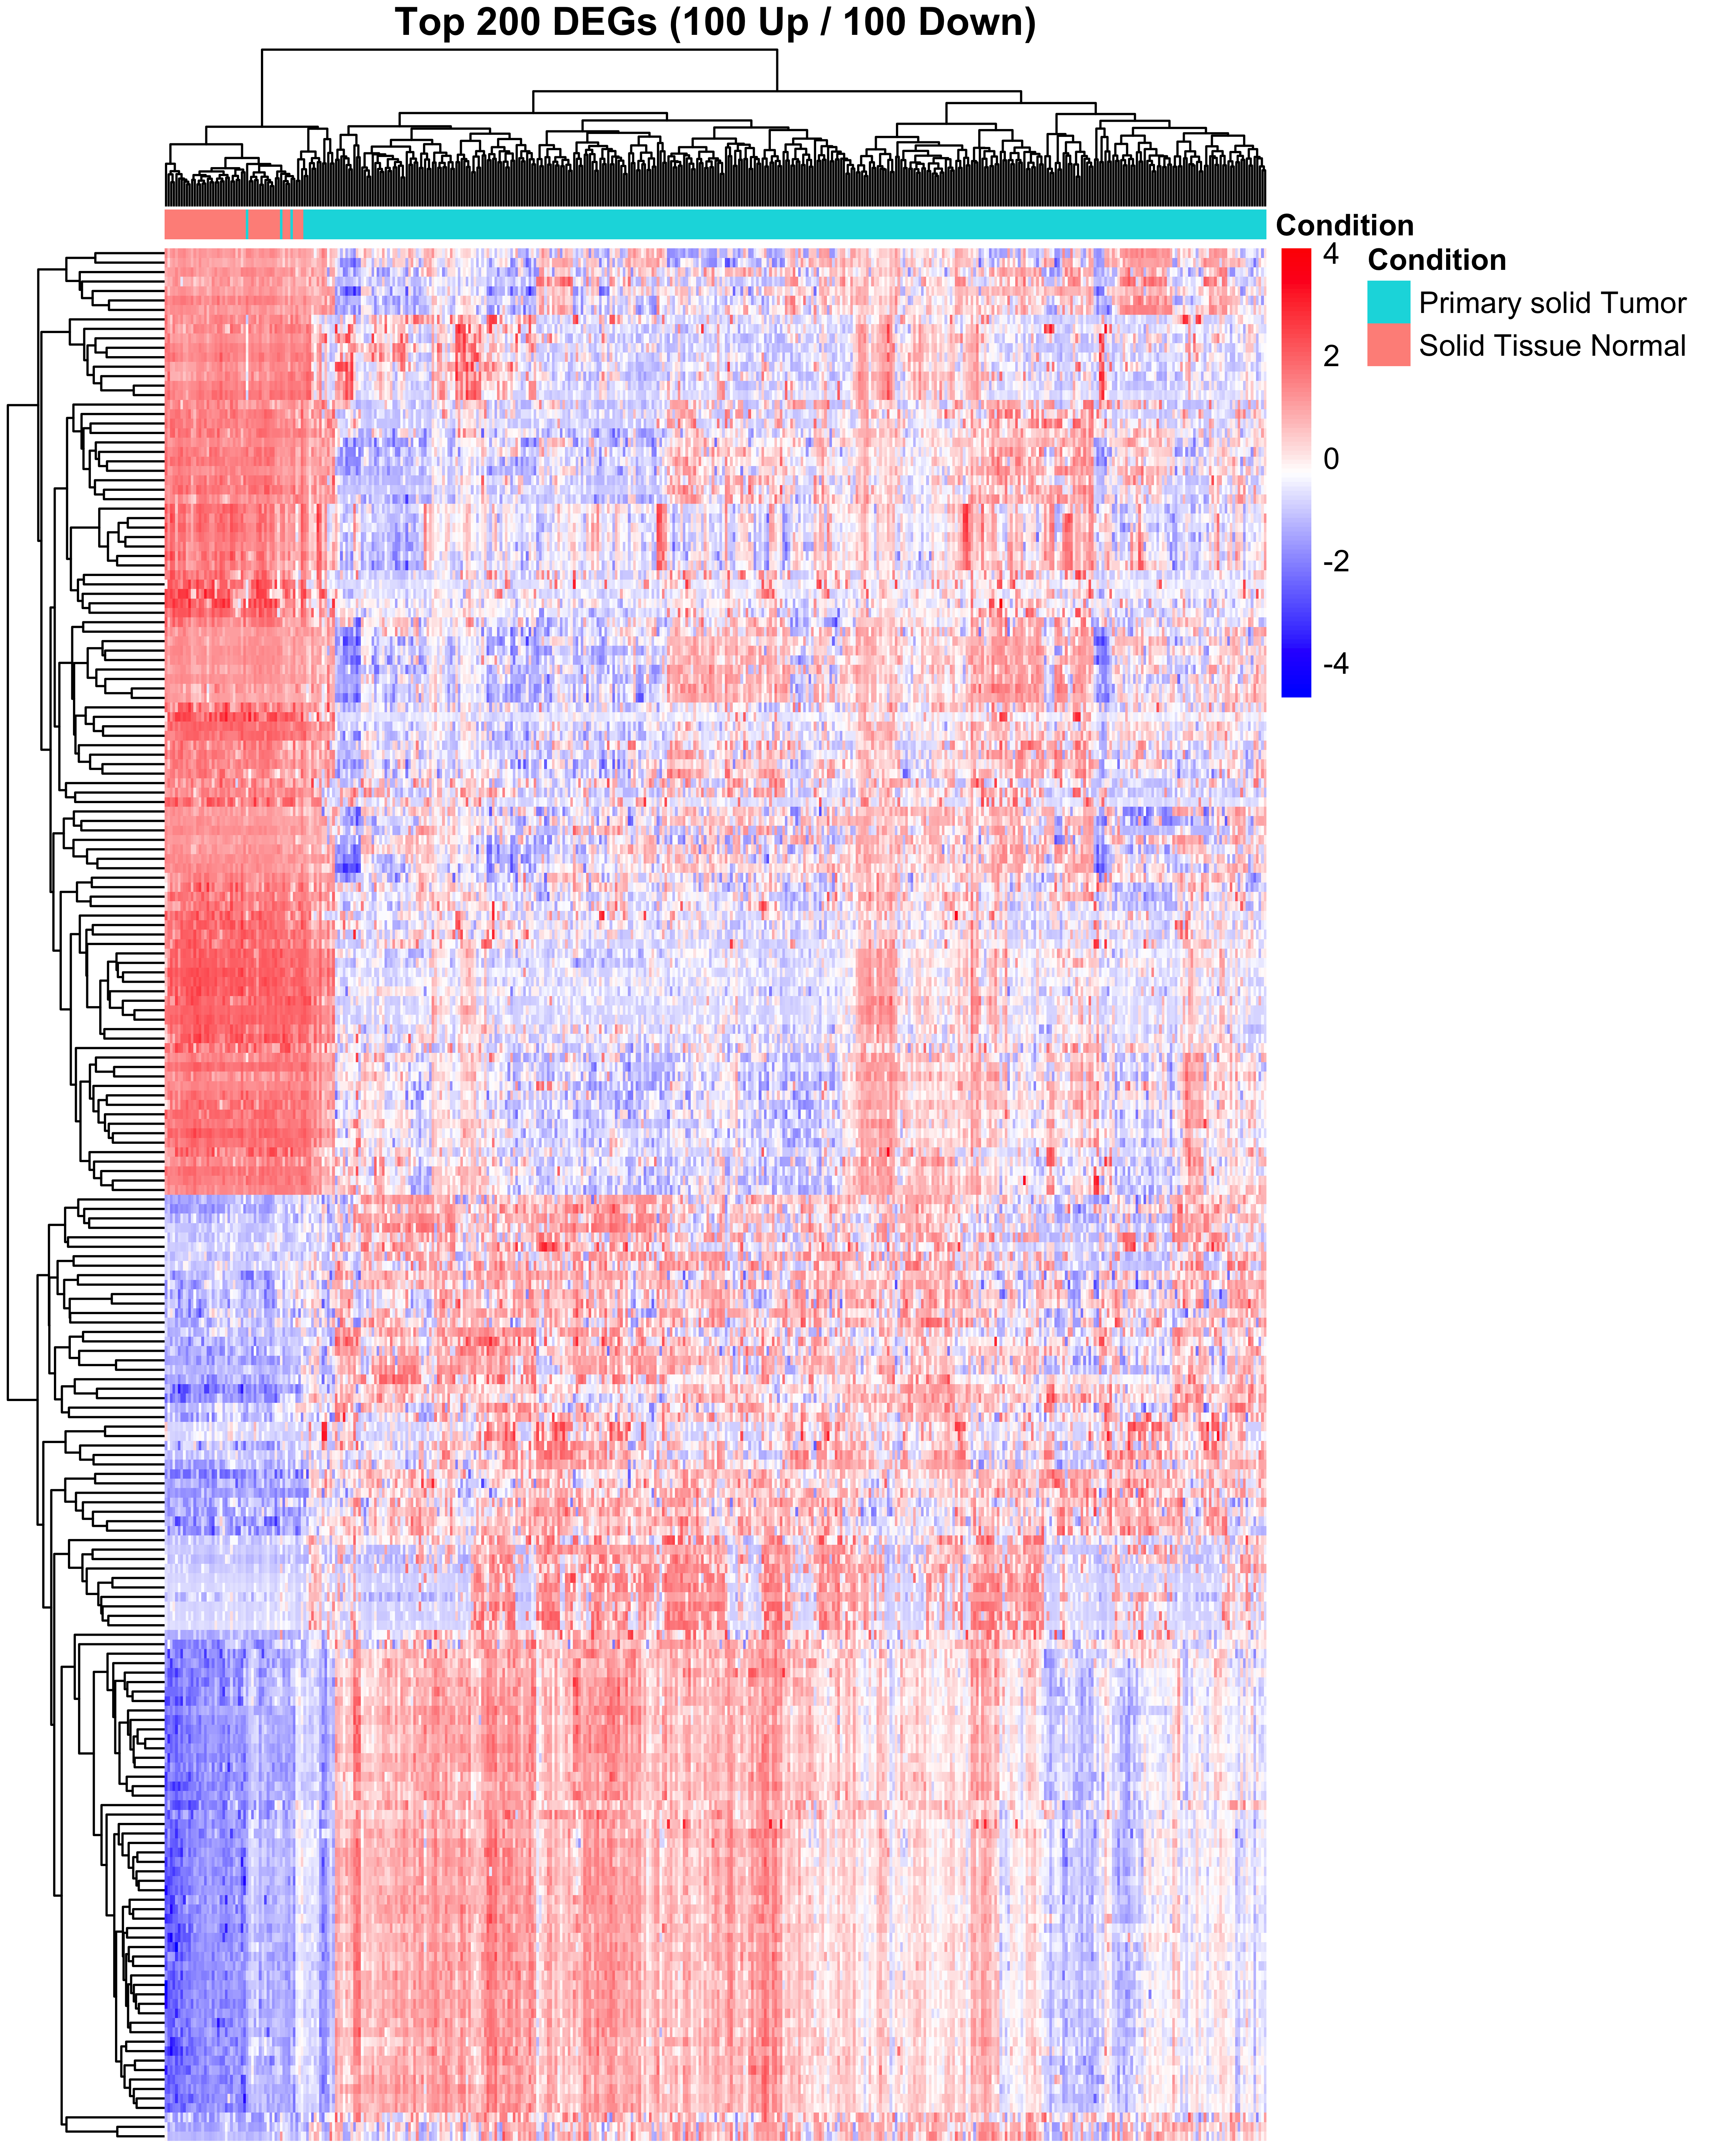 Top 200 DEGs (100 Up / 100 Down)
Condition
4
2
0
-2
-4
Condition
Primary solid Tumor
Solid Tissue Normal